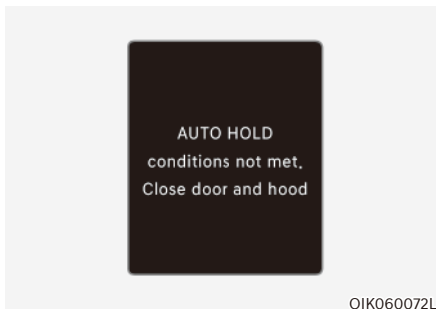 AUTO HOLD
conditions not met.
Close door and hood
OIK060072L